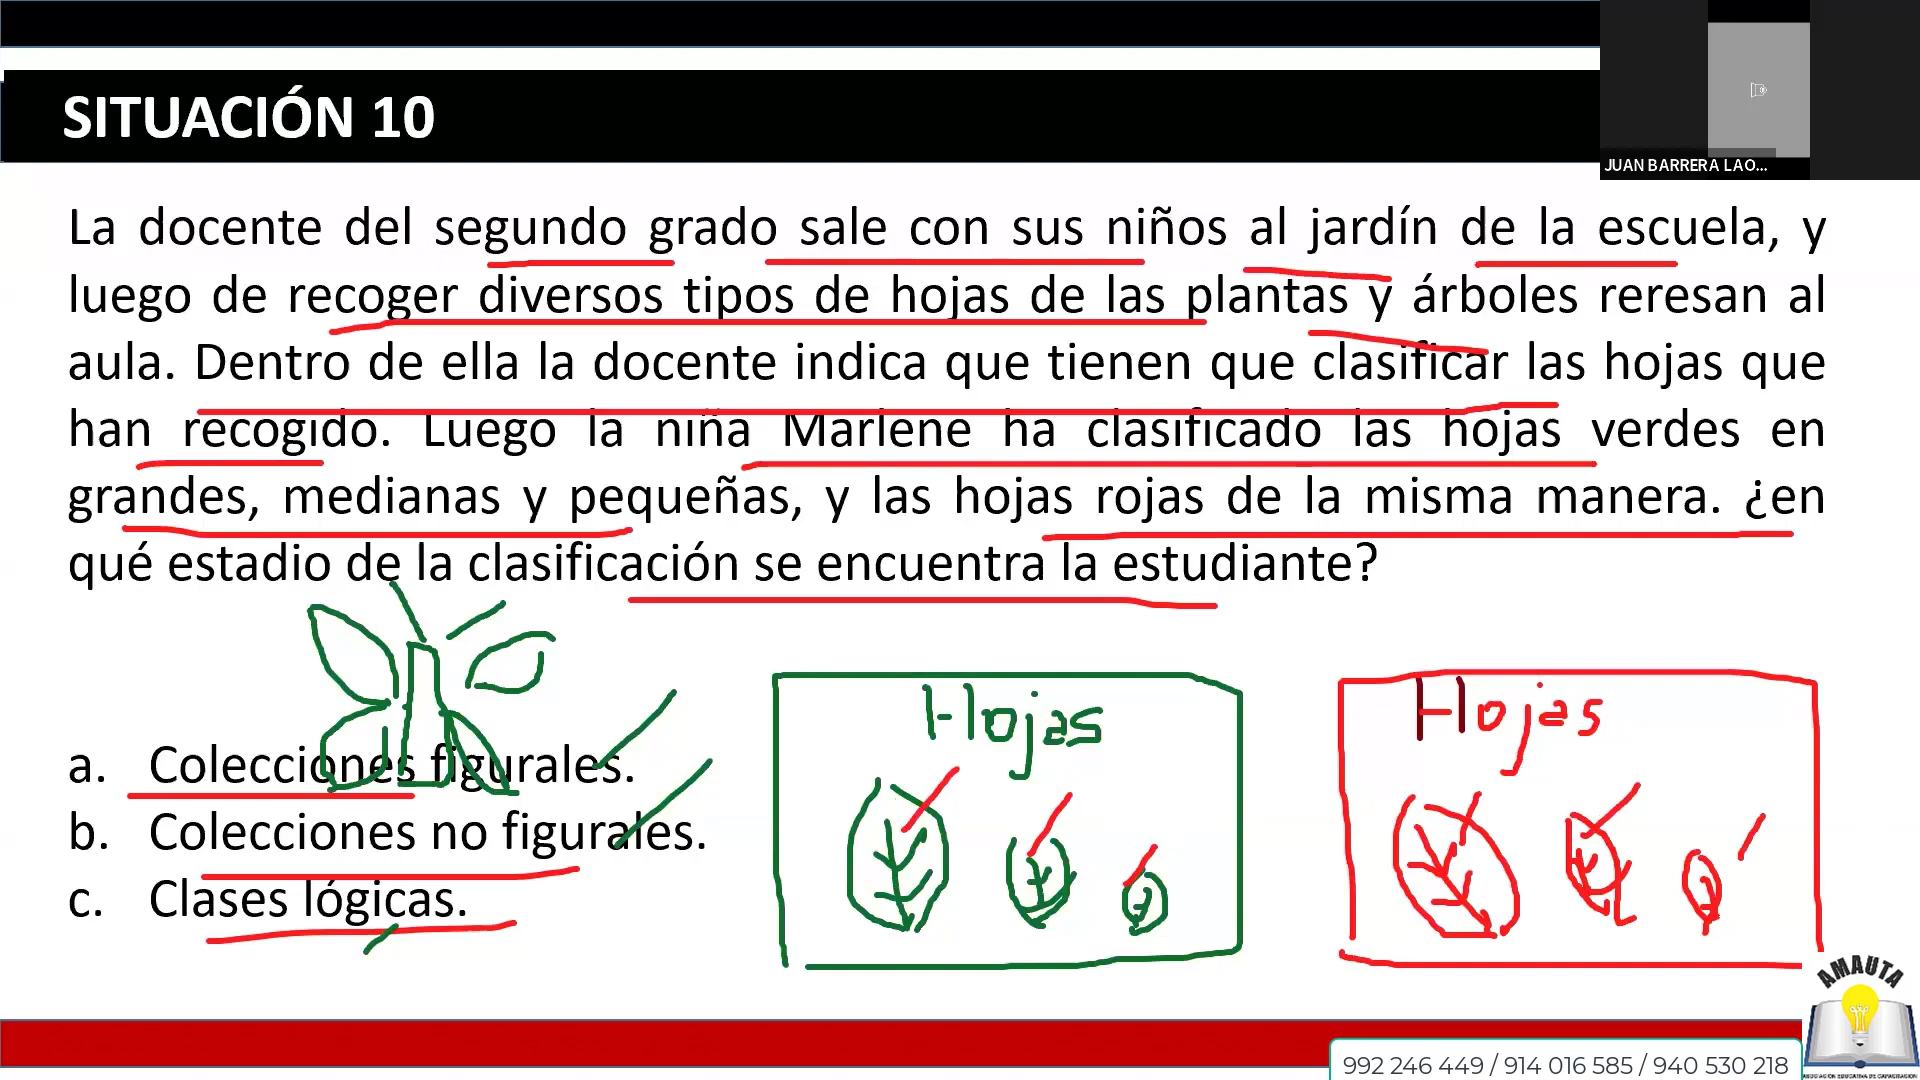 SITUACIÓN 10
JUAN BARRERA LAO...
La docente del segundo grado sale con sus niños al jardín de la escuela, y
luego de recoger diversos tipos de hojas de las plantas y árboles reresan al
aula. Dentro de ella la docente indica que tienen que clasificar las hojas que
han recogido. Luego la niña Marlene ha clasificado las hojas verdes en
grandes, medianas y pequeñas, y las hojas rojas de la misma manera. ¿en
qué estadio de la clasificación se encuentra la estudiante?
a. Colecciones figurales.
b. Colecciones no figurales.
c. Clases lógicas.
Hojas
Hojas
AMAUTA
ASOCIACIÓN EDUCATIVA DE CAPACITACIÓN
992 246 449 / 914 016 585 / 940 530 218